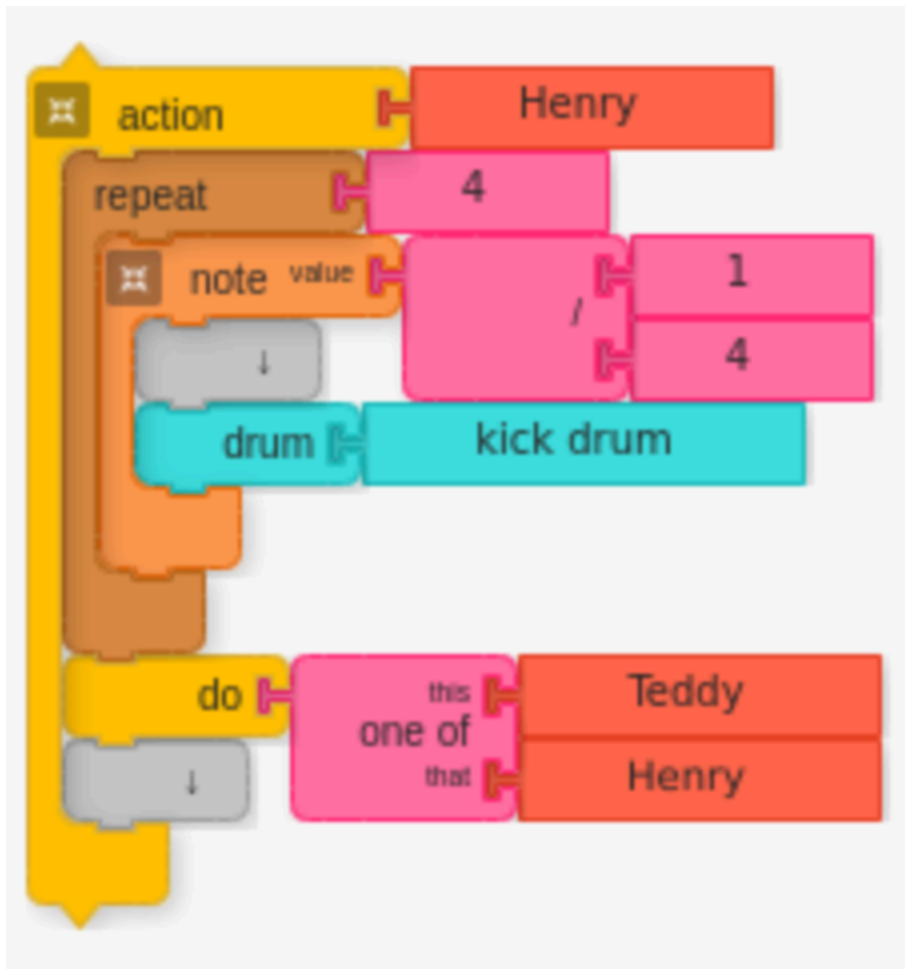 action Henry
repeat 4
note value / 1
4
↓
drum kick drum
do this one of that Teddy
Henry
↓